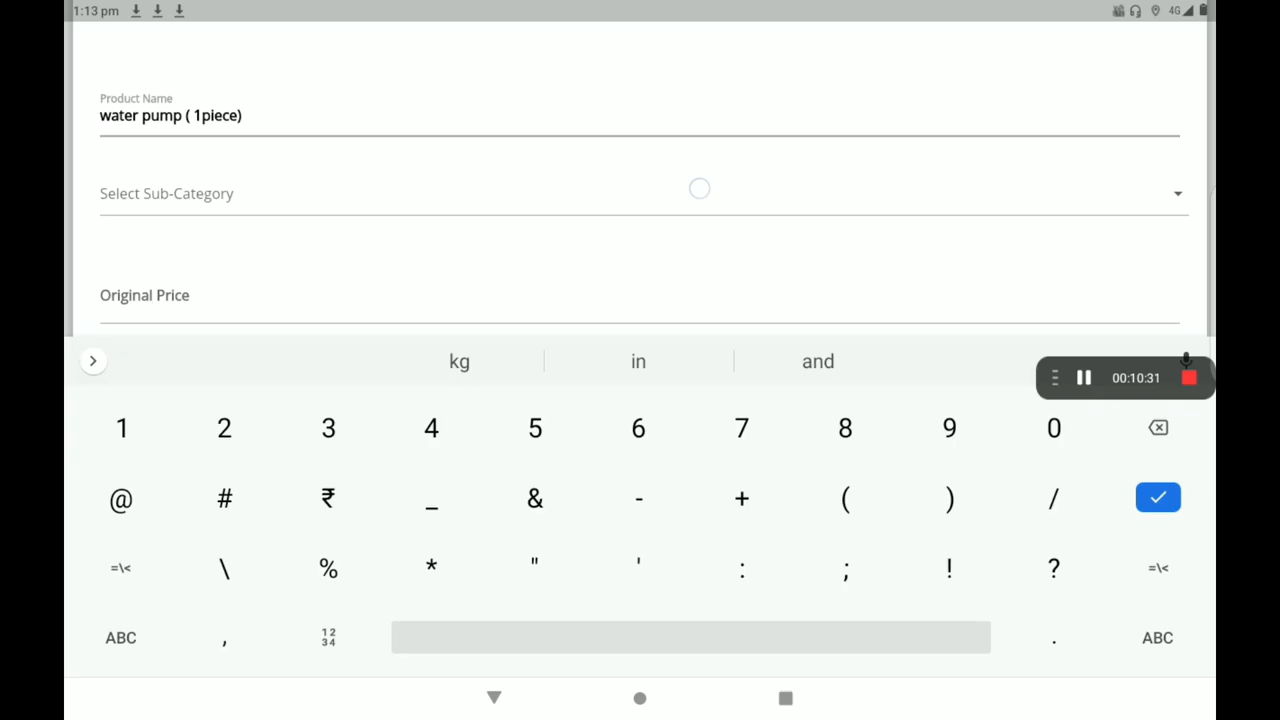 1:13 pm
4G
Product Name
water pump ( 1piece)
Select Sub-Category
Original Price
kg in and
00:10:31
1 2 3 4 5 6 7 8 9 0
@ # ₹ _ & - + ( ) /
=\< \ % * " ' : ; ! ? =\<
ABC , 12 34 . ABC